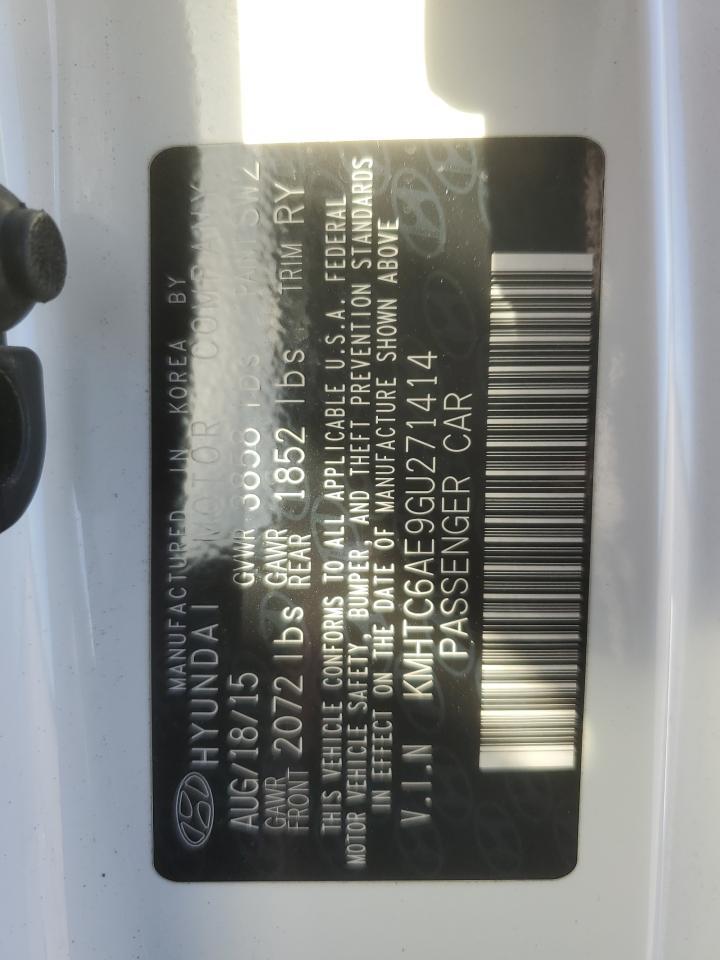 MANUFACTURED IN KOREA BY
HYUNDAI MOTOR COMPANY
AUG/18/15 GVWR lbs PAINT SWZ
GAWR FRONT 2072 lbs GAWR REAR 1852 lbs TRIM RY
THIS VEHICLE CONFORMS TO ALL APPLICABLE U.S.A. FEDERAL
MOTOR VEHICLE SAFETY, BUMPER, AND THEFT PREVENTION STANDARDS
IN EFFECT ON THE DATE OF MANUFACTURE SHOWN ABOVE
V.I.N KMHTC6AE9GU271414
PASSENGER CAR